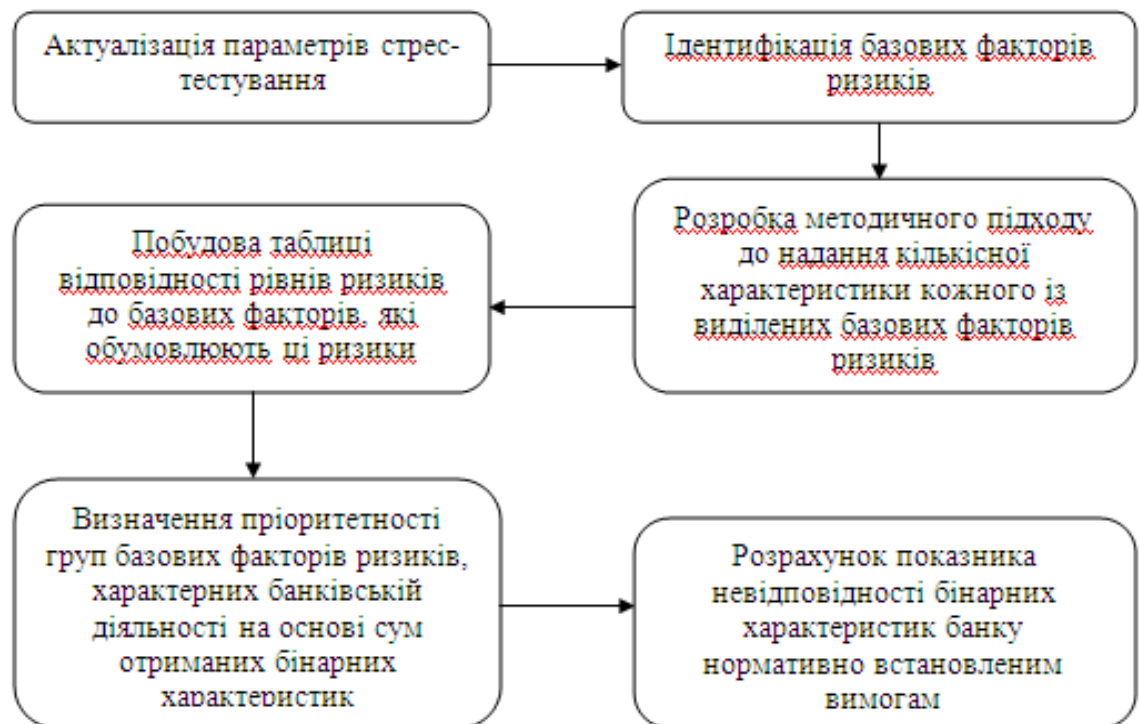 Актуалізація параметрів стрес-
тестування
Ідентифікація базових факторів
ризиків
Розробка методичного підходу
до надання кількісної
характеристики кожного із
виділених базових факторів
ризиків
Побудова таблиці
відповідності рівнів ризиків
до базових факторів, які
обумовлюють ці ризики
Визначення пріоритетності
груп базових факторів ризиків,
характерних банківській
діяльності на основі сум
отриманих бінарних
характеристик
Розрахунок показника
невідповідності бінарних
характеристик банку
нормативно встановленим
вимогам